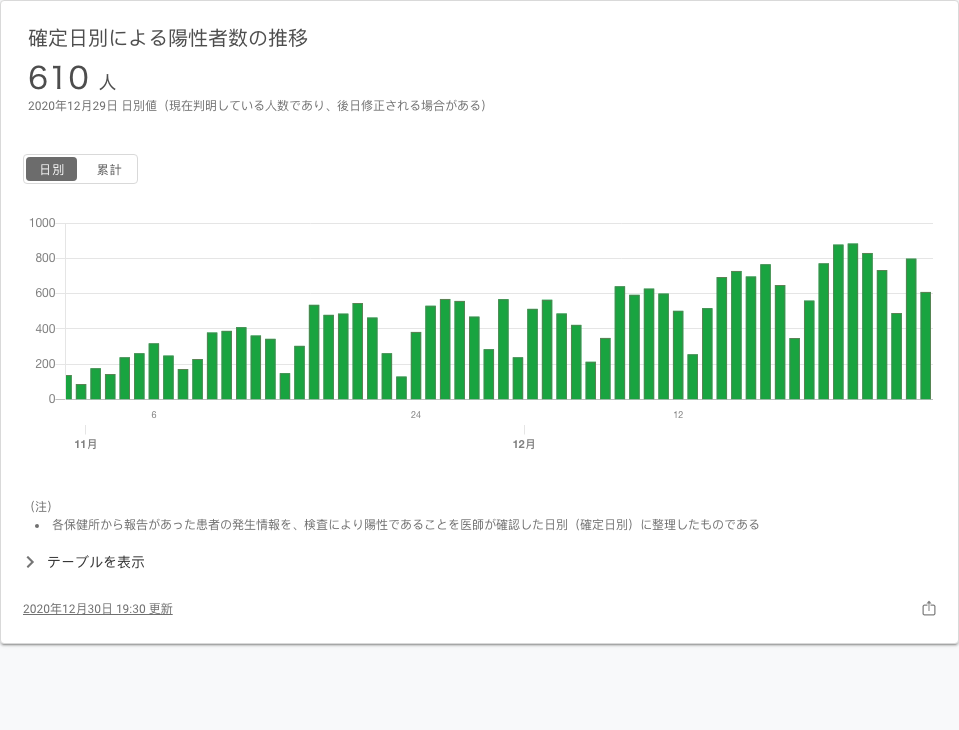 確定日別による陽性者数の推移
610 人
2020年12月29日 日別値（現在判明している人数であり、後日修正される場合がある）
日別 累計
1000
800
600
400
200
0
6 24 12
11月 12月
（注）
• 各保健所から報告があった患者の発生情報を、検査により陽性であることを医師が確認した日別（確定日別）に整理したものである
テーブルを表示
2020年12月30日 19:30 更新